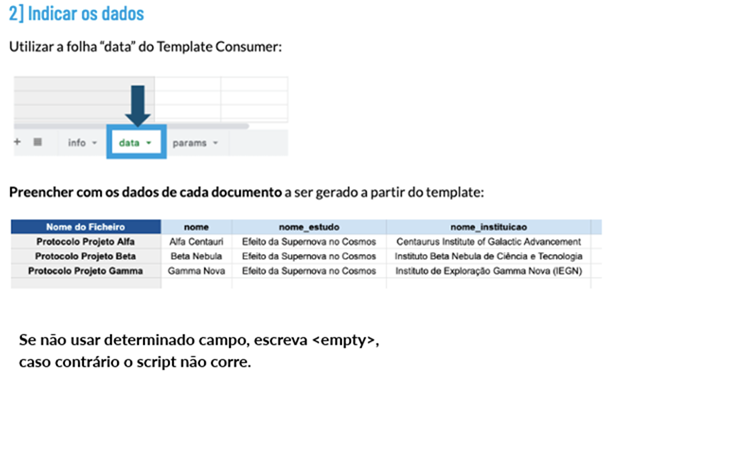 2] Indicar os dados
Utilizar a folha “data” do Template Consumer:
+ info data params
Preencher com os dados de cada documento a ser gerado a partir do template:
Nome do Ficheiro nome nome_estudo nome_instituicao
Protocolo Projeto Alfa Alfa Centauri Efeito da Supernova no Cosmos Centaurus Institute of Galactic Advancement
Protocolo Projeto Beta Beta Nebula Efeito da Supernova no Cosmos Instituto Beta Nebula de Ciência e Tecnologia
Protocolo Projeto Gamma Gamma Nova Efeito da Supernova no Cosmos Instituto de Exploração Gamma Nova (IEGN)
Se não usar determinado campo, escreva <empty>,
caso contrário o script não corre.